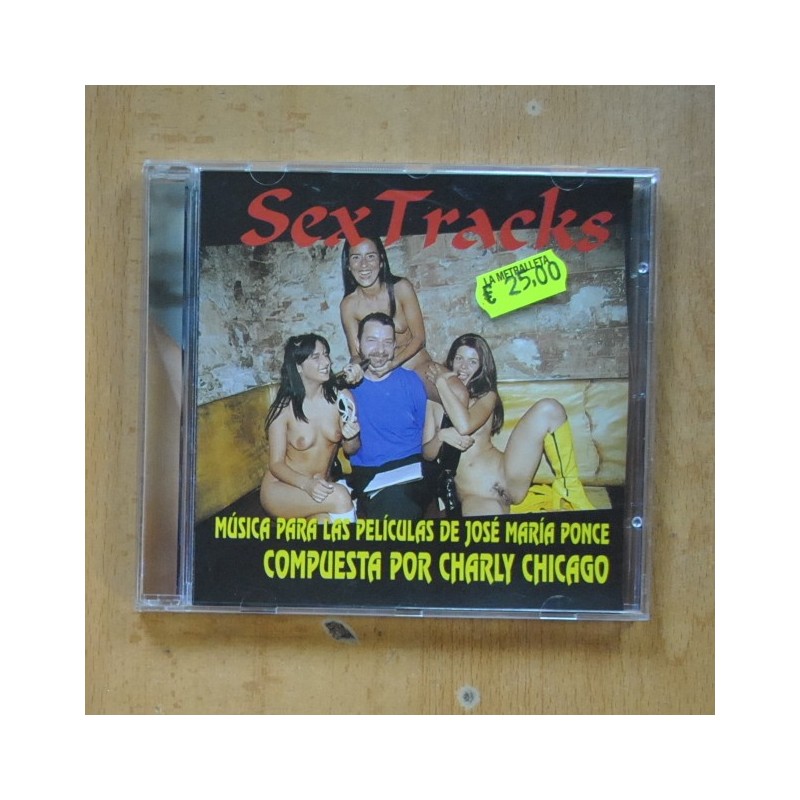 SexTracks
LA METRALLETA
€ 25,00
MÚSICA PARA LAS PELÍCULAS DE JOSÉ MARÍA PONCE
COMPUESTA POR CHARLY CHICAGO